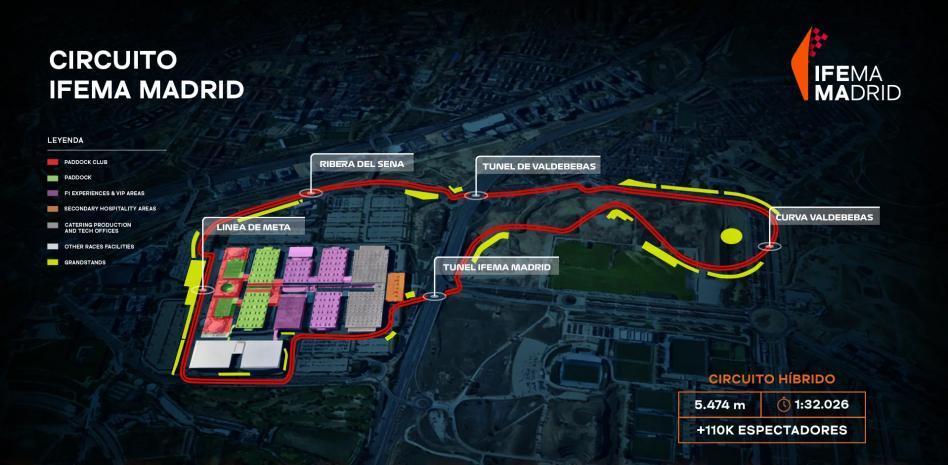 CIRCUITO
IFEMA MADRID
IFEMA
MADRID
LEYENDA
PADDOCK CLUB
PADDOCK
F1 EXPERIENCES & VIP AREAS
SECONDARY HOSPITALITY AREAS
CATERING PRODUCTION
AND TECH OFFICES
OTHER RACES FACILITIES
GRANDSTANDS
RIBERA DEL SENA
TUNEL DE VALDEBEBAS
CURVA VALDEBEBAS
LINEA DE META
TUNEL IFEMA MADRID
CIRCUITO HÍBRIDO
5.474 m
1:32.026
+110K ESPECTADORES